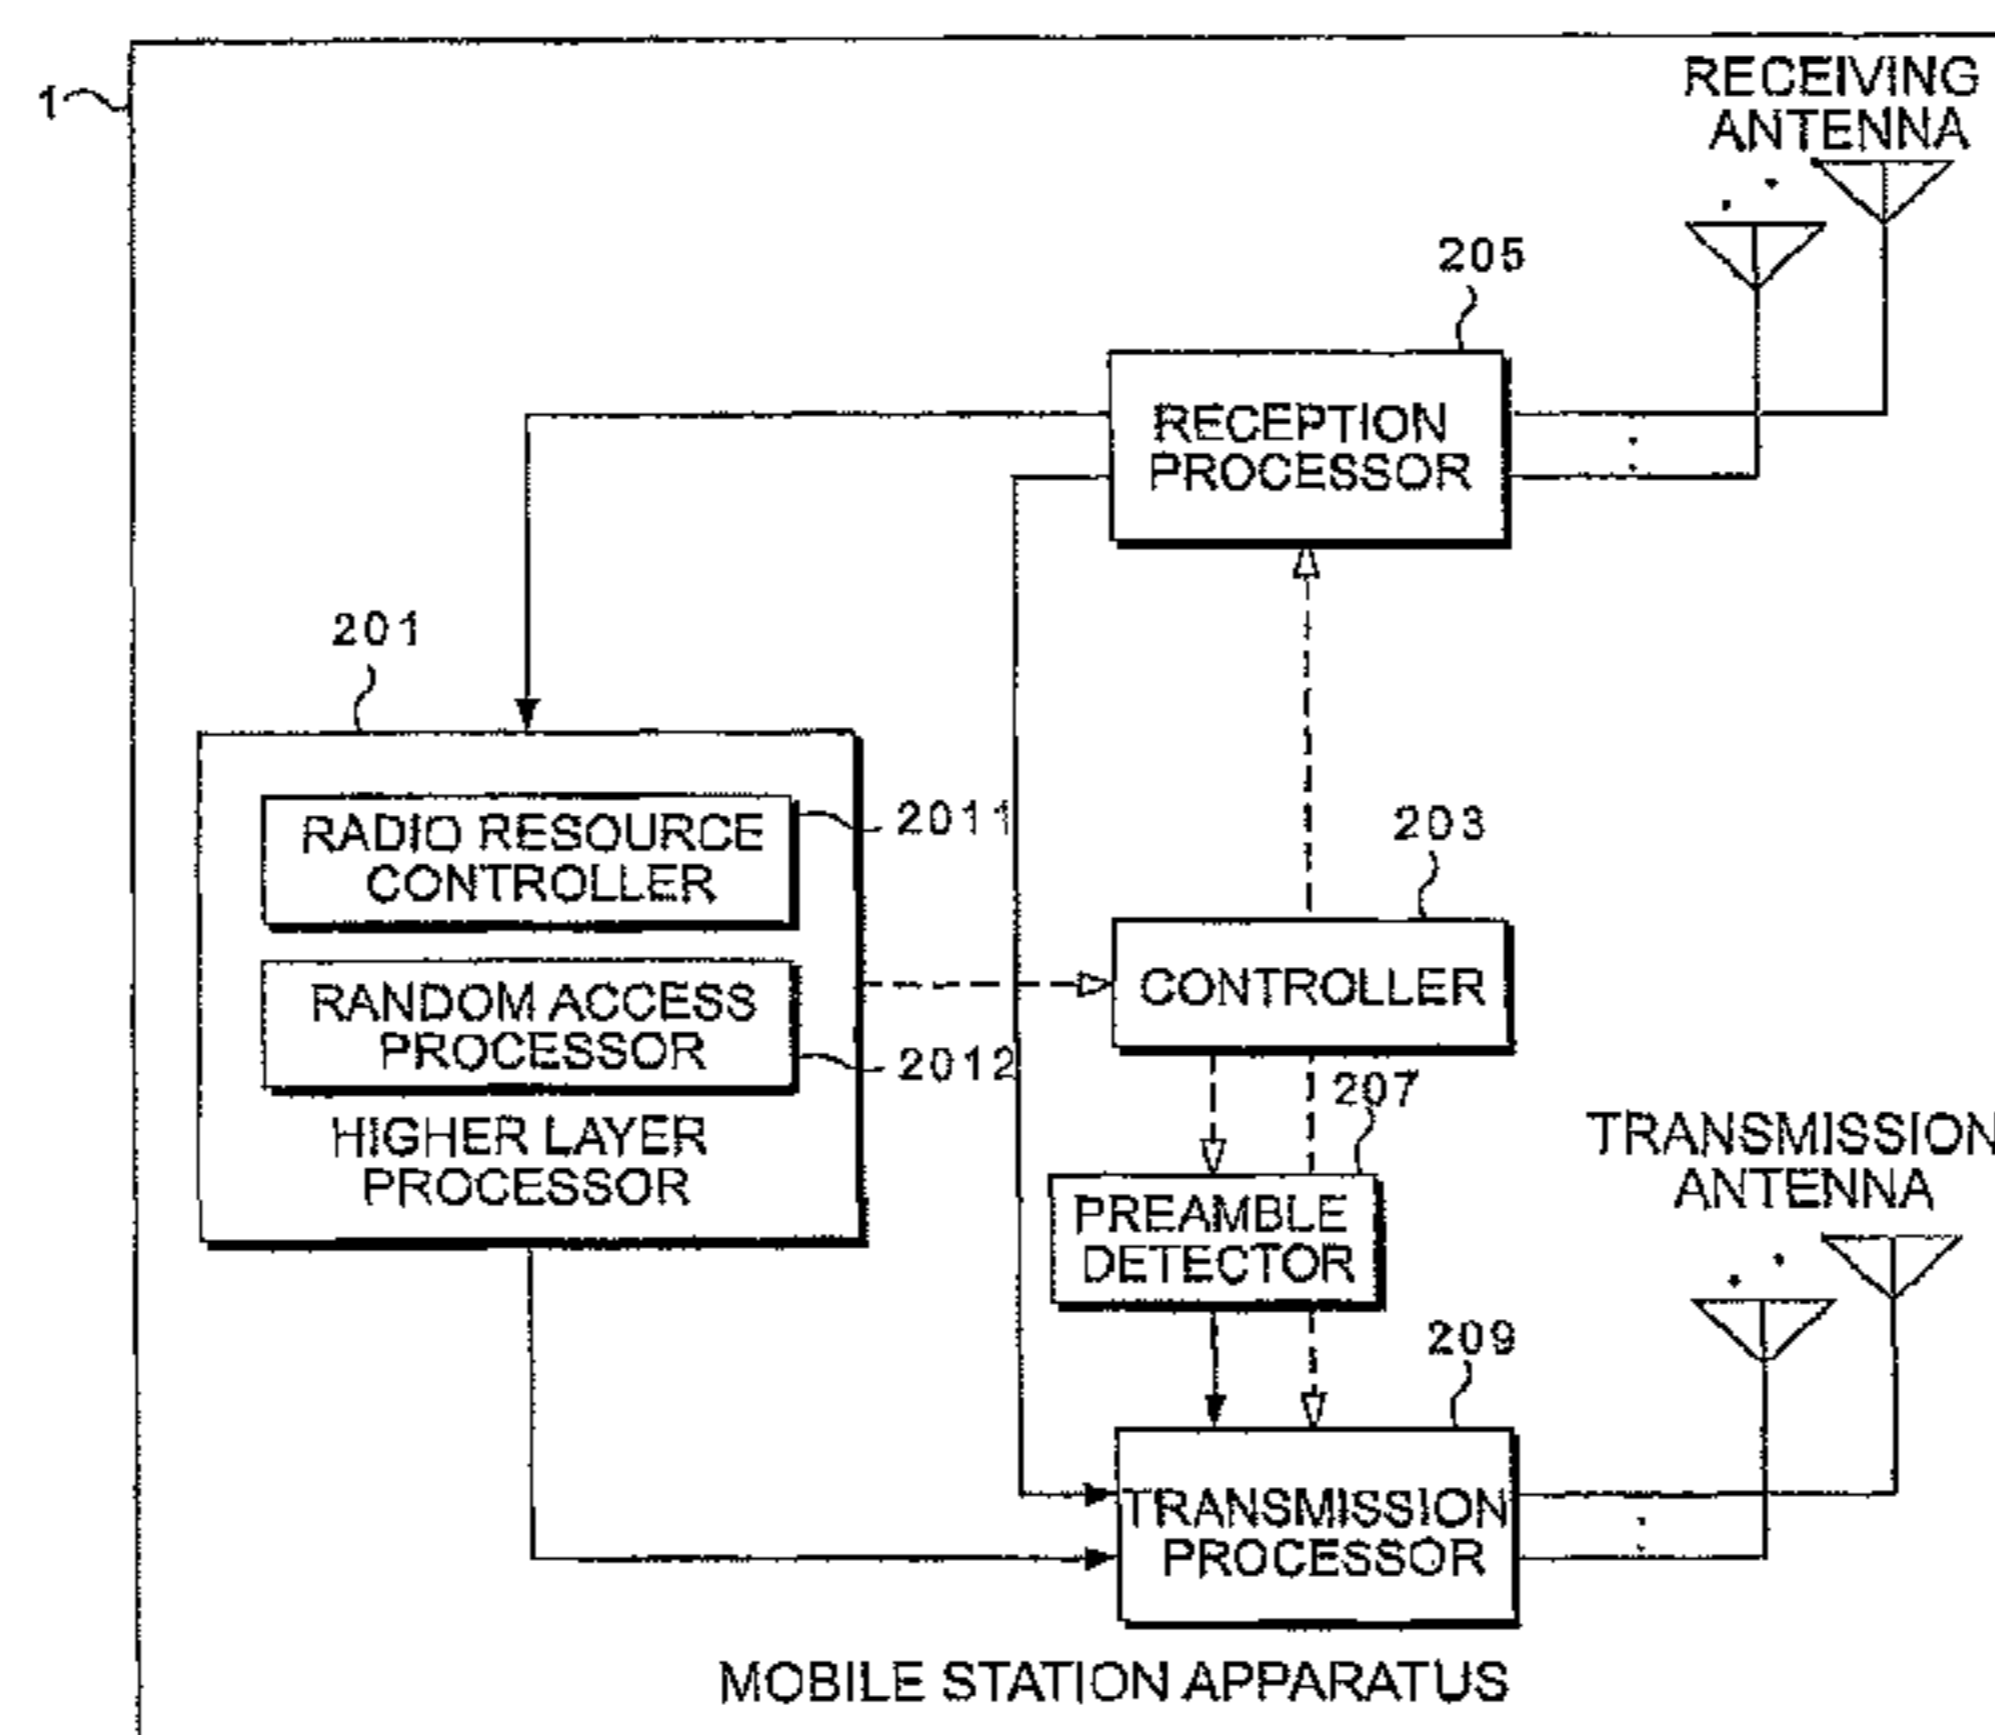 1
RECEIVING
ANTENNA
205
RECEPTION
PROCESSOR
201
RADIO RESOURCE
CONTROLLER
2011
203
CONTROLLER
RANDOM ACCESS
PROCESSOR
2012
207
HIGHER LAYER
PROCESSOR
TRANSMISSION
ANTENNA
PREAMBLE
DETECTOR
209
TRANSMISSION
PROCESSOR
MOBILE STATION APPARATUS